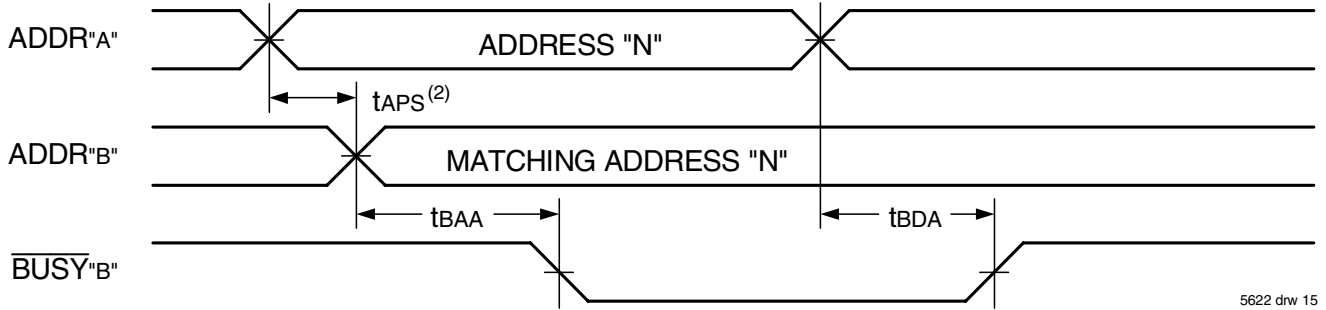 ADDR"A"
ADDRESS "N"
tAPS(2)
ADDR"B"
MATCHING ADDRESS "N"
tBAA
tBDA
BUSY"B"
5622 drw 15